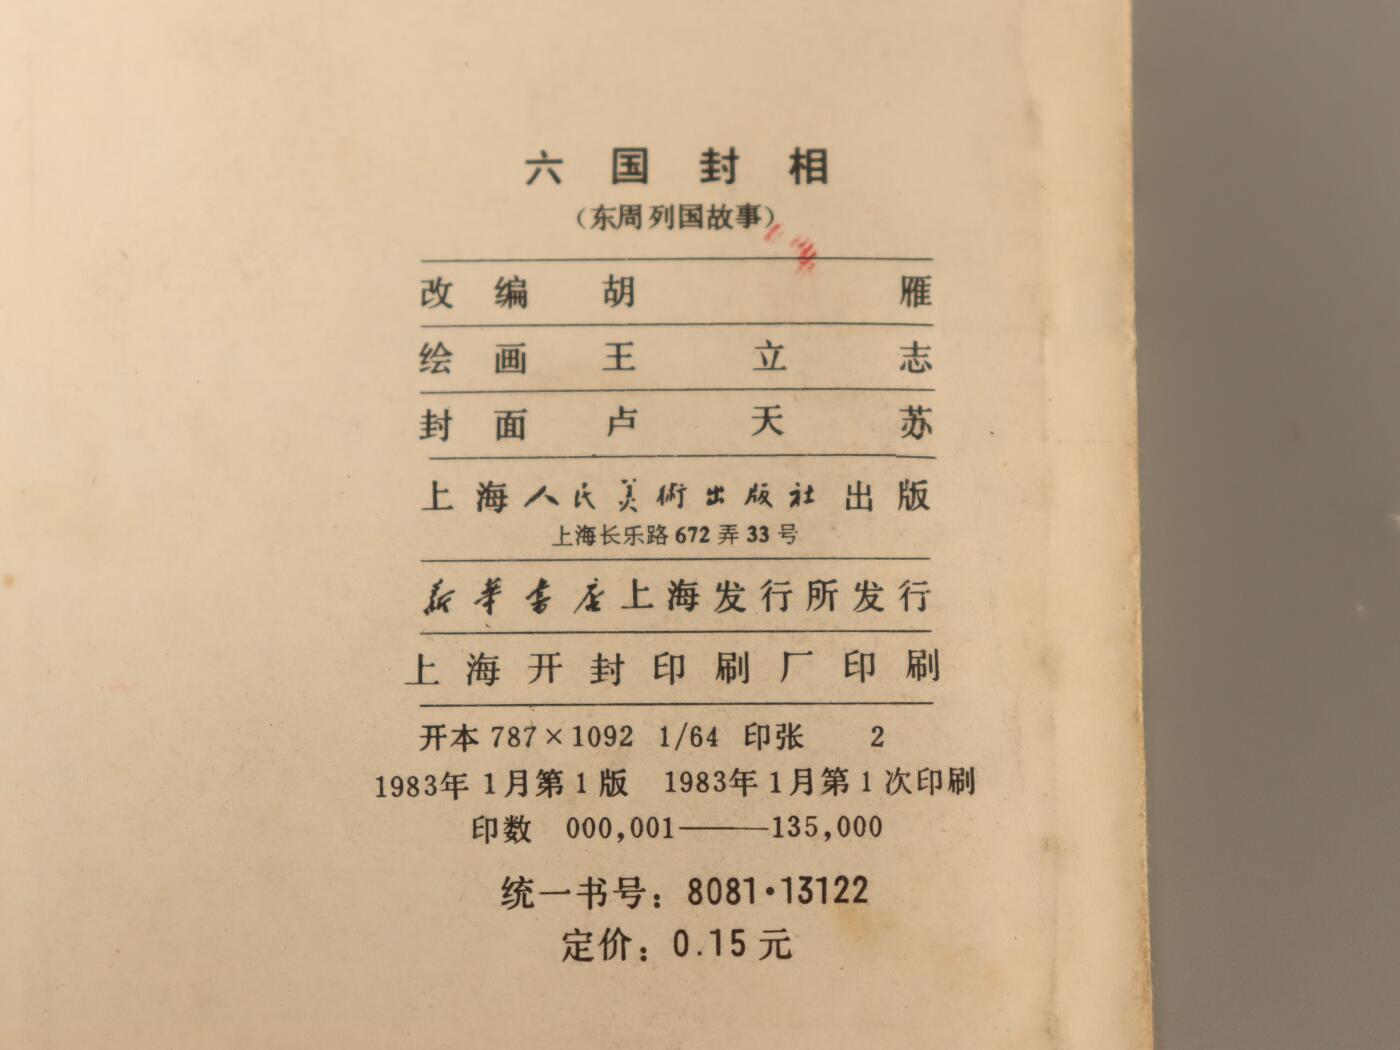 六国封相
（东周列国故事）
改编 胡雁
绘画 王立志
封面 卢天苏
上海人民美術出版社出版
上海长乐路672弄33号
新華書店上海发行所发行
上海开封印刷厂印刷
开本 787×1092 1/64 印张 2
1983年1月第1版 1983年1月第1次印刷
印数 000,001——135,000
统一书号：8081·13122
定价：0.15元